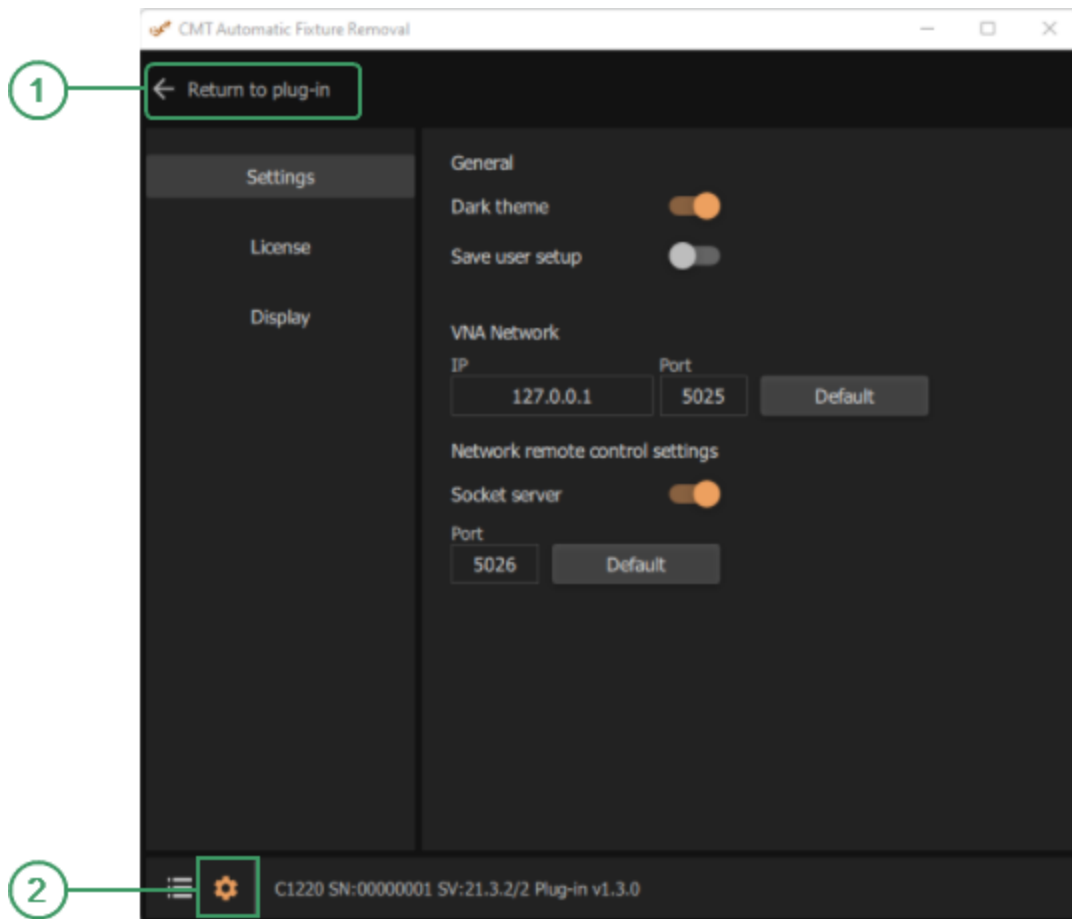 CMT Automatic Fixture Removal
1
Return to plug-in
Settings
License
Display
General
Dark theme
Save user setup
VNA Network
IP
Port
127.0.0.1
5025
Default
Network remote control settings
Socket server
Port
5026
Default
2
C1220 SN:00000001 SV:21.3.2/2 Plug-in v1.3.0